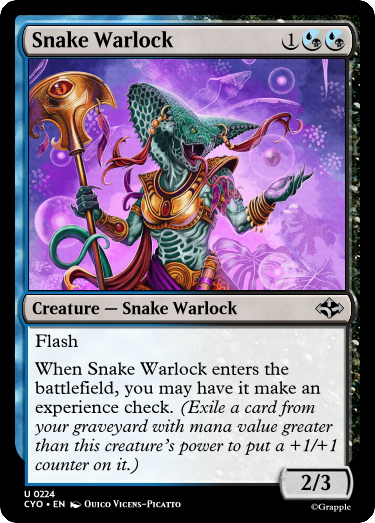 Snake Warlock 1
Creature — Snake Warlock
Flash
When Snake Warlock enters the
battlefield, you may have it make an
experience check. (Exile a card from
your graveyard with mana value greater
than this creature's power to put a +1/+1
counter on it.)
2/3
U 0224
CYO • EN Quico Vicens-Picatto
©Grapple